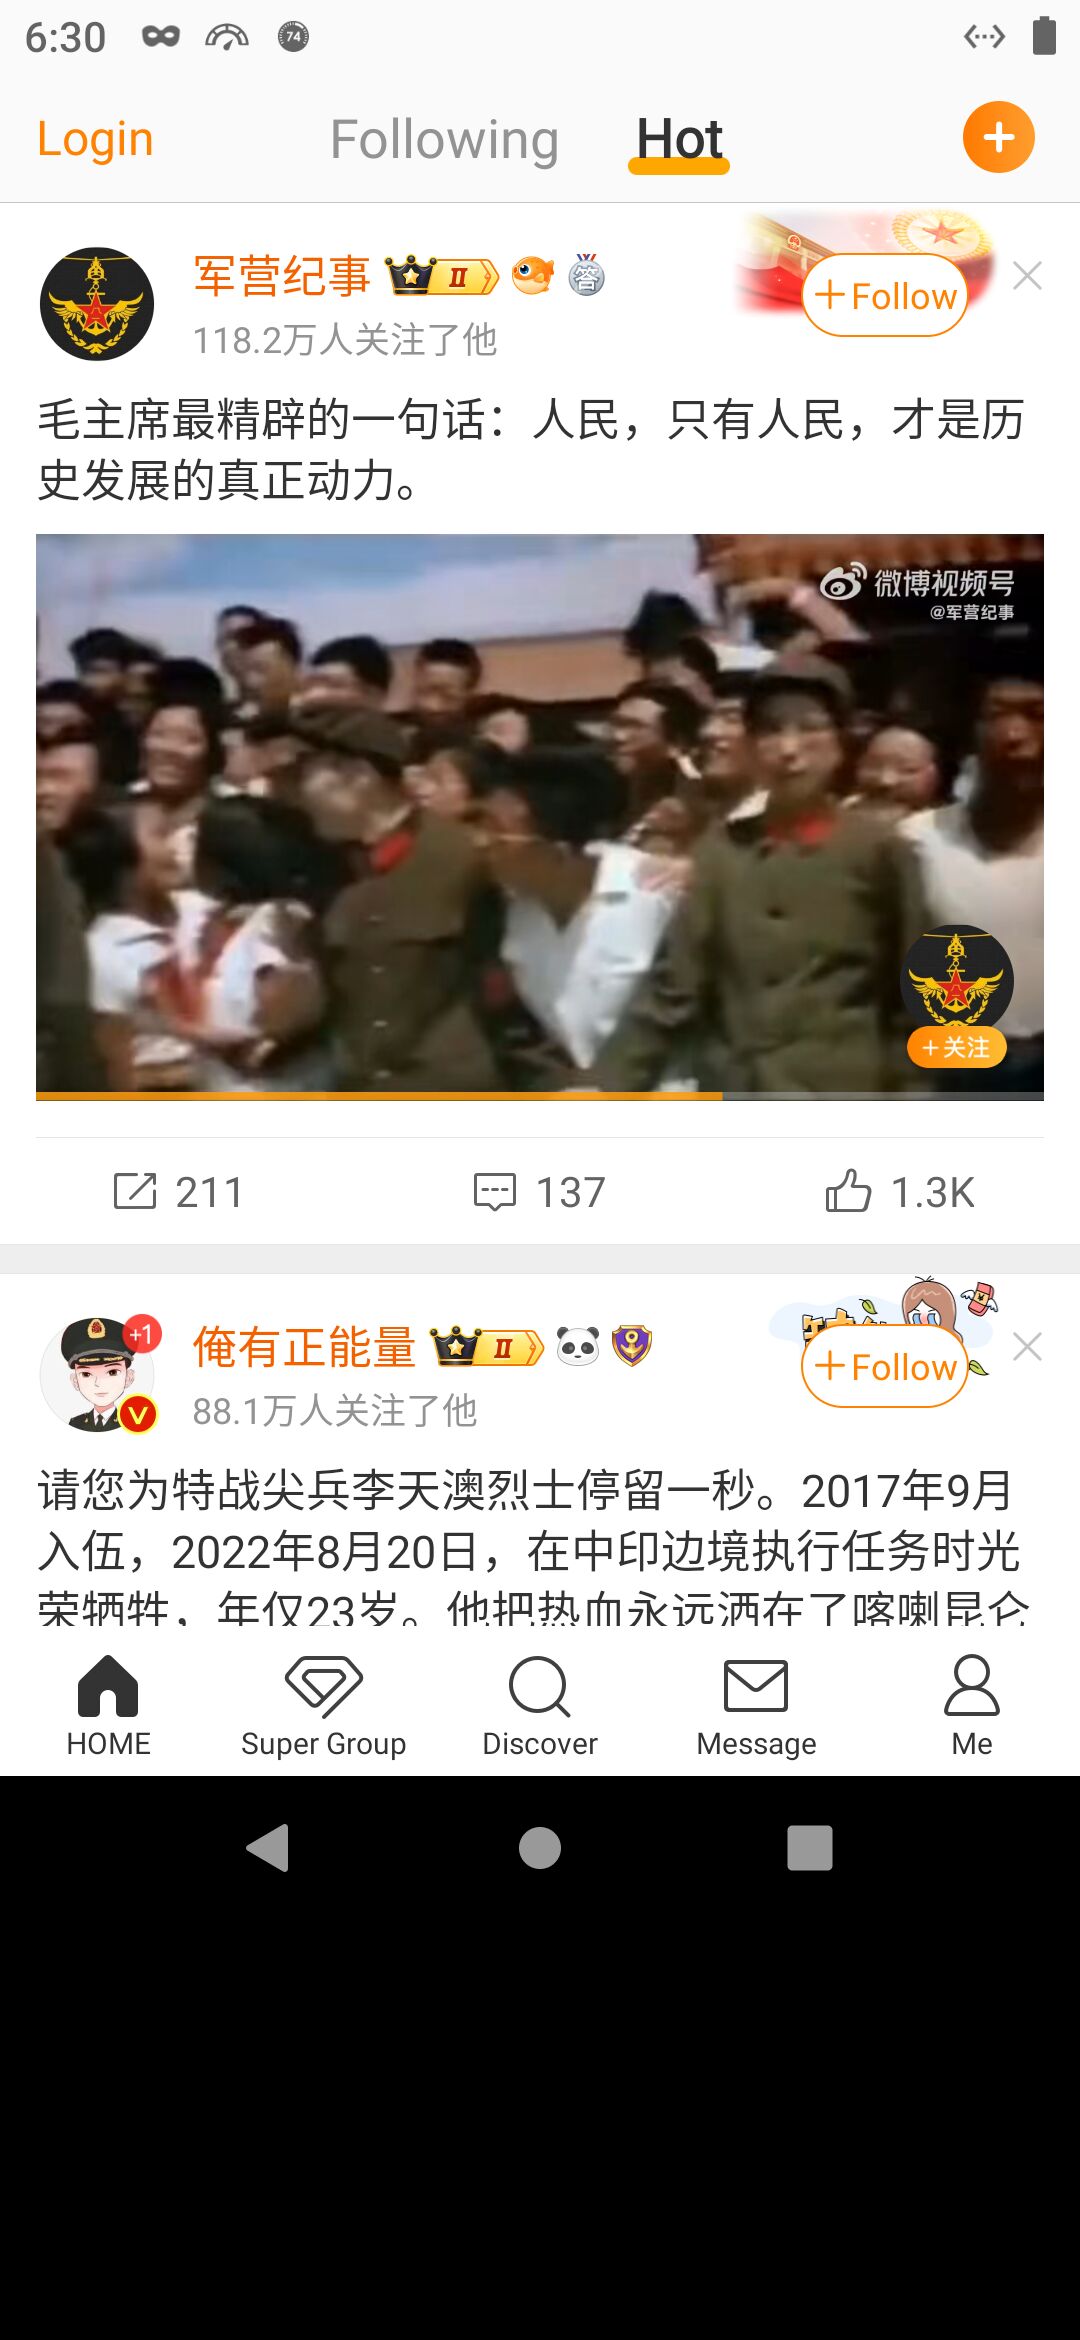 6:30
74
Login
Following
Hot
军营纪事
II
答
+Follow
118.2万人关注了他
毛主席最精辟的一句话：人民，只有人民，才是历
史发展的真正动力。
微博视频号
@军营纪事
+关注
211
137
1.3K
+1
俺有正能量
II
V
+Follow
88.1万人关注了他
请您为特战尖兵李天澳烈士停留一秒。2017年9月
入伍，2022年8月20日，在中印边境执行任务时光
荣牺牲，年仅23岁。他把热血永远洒在了喀喇昆仑
HOME
Super Group
Discover
Message
Me